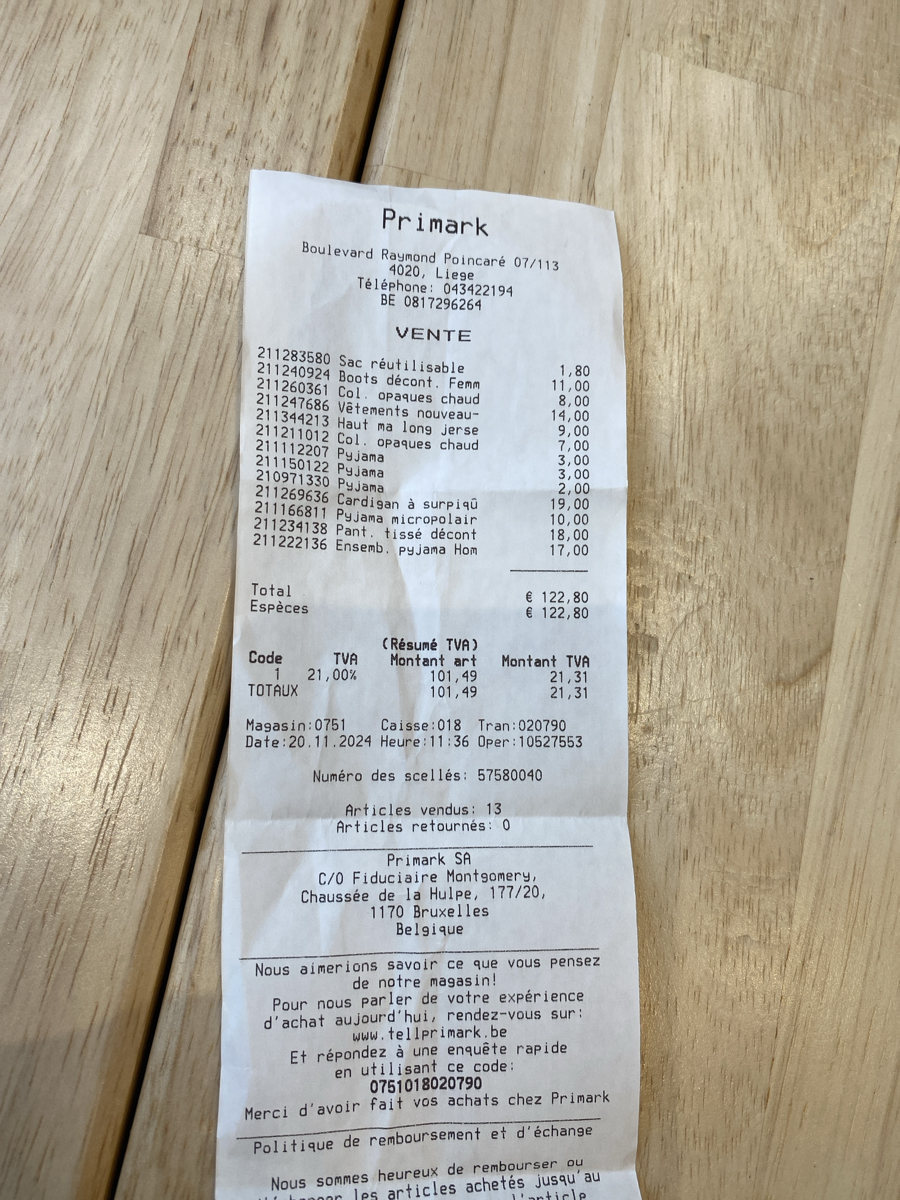 Primark
Boulevard Raymond Poincaré 07/113
4020, Liege
Téléphone: 043422194
BE 0817296264
VENTE
211283580 Sac réutilisable 1,80
211240924 Boots décont. Femm 11,00
211260361 Col. opaques chaud 8,00
211247686 Vêtements nouveau- 14,00
211344213 Haut ma long jerse 9,00
211211012 Col. opaques chaud 7,00
211112207 Pyjama 3,00
211150122 Pyjama 3,00
210971330 Pyjama 2,00
211269636 Cardigan à surpiqû 19,00
211166811 Pyjama micropolair 10,00
211234138 Pant. tissé décont 18,00
211222136 Ensemb. pyjama Hom 17,00
Total € 122,80
Espèces € 122,80
(Résumé TVA)
Code TVA Montant art Montant TVA
1 21,00% 101,49 21,31
TOTAUX 101,49 21,31
Magasin:0751 Caisse:018 Tran:020790
Date:20.11.2024 Heure:11:36 Oper:10527553
Numéro des scellés: 57580040
Articles vendus: 13
Articles retournés: 0
Primark SA
C/O Fiduciaire Montgomery,
Chaussée de la Hulpe, 177/20,
1170 Bruxelles
Belgique
Nous aimerions savoir ce que vous pensez
de notre magasin!
Pour nous parler de votre expérience
d'achat aujourd'hui, rendez-vous sur:
www.tellprimark.be
Et répondez à une enquête rapide
en utilisant ce code:
0751018020790
Merci d'avoir fait vos achats chez Primark
Politique de remboursement et d'échange
Nous sommes heureux de rembourser ou
les articles achetés jusqu'au
l'article